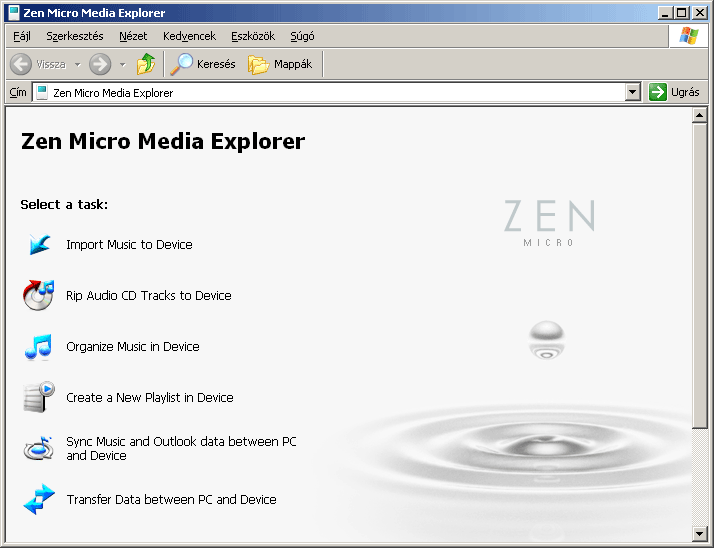 Zen Micro Media Explorer
Fájl Szerkesztés Nézet Kedvencek Eszközök Súgó
Vissza Keresés Mappák
Cím Zen Micro Media Explorer Ugrás
Zen Micro Media Explorer
Select a task:
ZEN
MICRO
Import Music to Device
Rip Audio CD Tracks to Device
Organize Music in Device
Create a New Playlist in Device
Sync Music and Outlook data between PC
and Device
Transfer Data between PC and Device